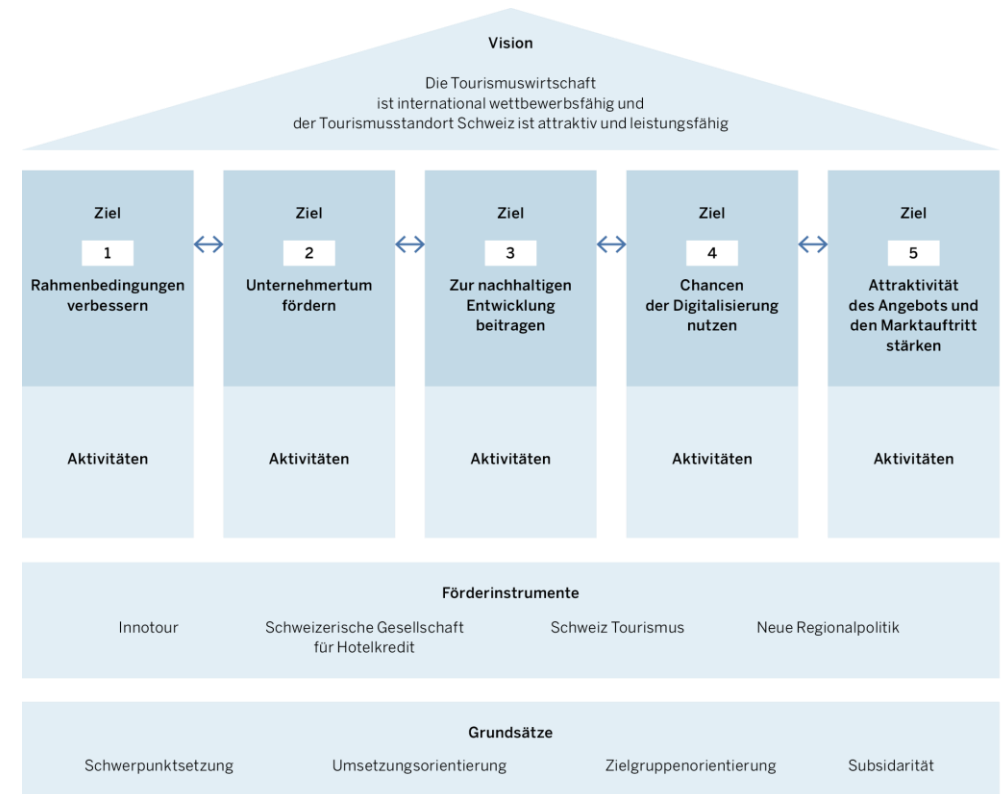 Vision
Die Tourismuswirtschaft
ist international wettbewerbsfähig und
der Tourismusstandort Schweiz ist attraktiv und leistungsfähig
Ziel
1
Rahmenbedingungen
verbessern
Ziel
2
Unternehmertum
fördern
Ziel
3
Zur nachhaltigen
Entwicklung
beitragen
Ziel
4
Chancen
der Digitalisierung
nutzen
Ziel
5
Attraktivität
des Angebots und
den Marktauftritt
stärken
Aktivitäten
Aktivitäten
Aktivitäten
Aktivitäten
Aktivitäten
Förderinstrumente
Innotour
Schweizerische Gesellschaft
für Hotelkredit
Schweiz Tourismus
Neue Regionalpolitik
Grundsätze
Schwerpunktsetzung
Umsetzungsorientierung
Zielgruppenorientierung
Subsidarität